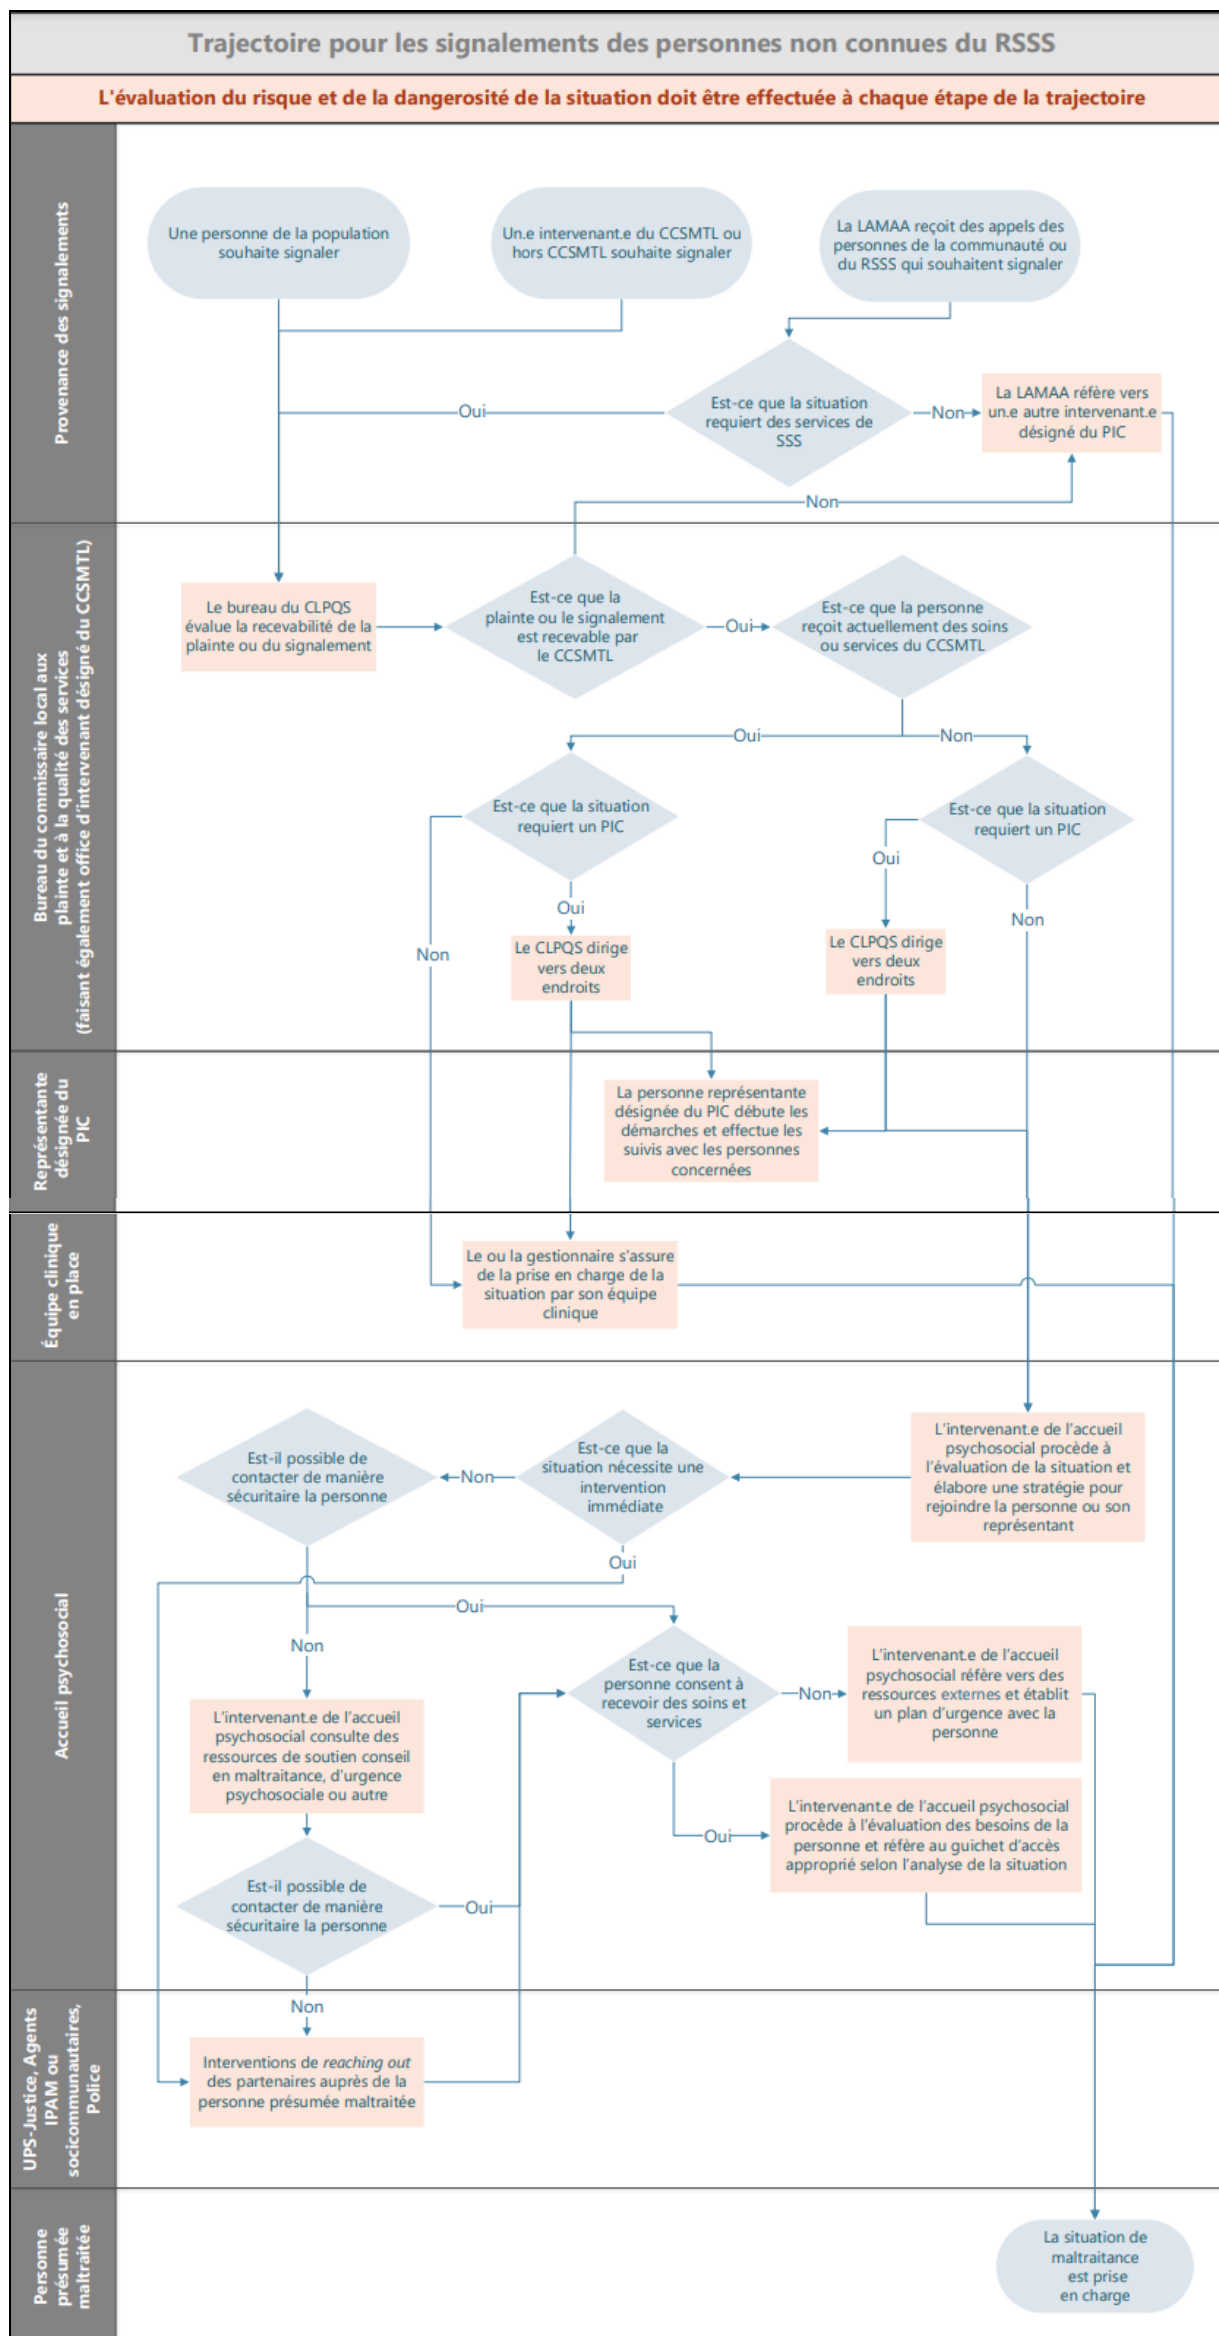 Trajectoire pour les signalements des personnes non connues du RSSS
L'évaluation du risque et de la dangerosité de la situation doit être effectuée à chaque étape de la trajectoire
Provenance des signalements
Une personne de la population
souhaite signaler
Un.e intervenant.e du CCSMTL ou
hors CCSMTL souhaite signaler
La LAMAA reçoit des appels des
personnes de la communauté ou
du RSSS qui souhaitent signaler
Est-ce que la situation
requiert des services de
SSS
Oui
Non
La LAMAA réfère vers
un.e autre intervenant.e
désigné du PIC
Non
Bureau du commissaire local aux
plainte et à la qualité des services
(faisant également office d'intervenant désigné du CCSMTL)
Le bureau du CLPQS
évalue la recevabilité de la
plainte ou du signalement
Est-ce que la
plainte ou le signalement
est recevable par
le CCSMTL
Oui
Est-ce que la personne
reçoit actuellement des soins
ou services du CCSMTL
Oui
Non
Est-ce que la situation
requiert un PIC
Est-ce que la situation
requiert un PIC
Oui
Oui
Non
Non
Le CLPQS dirige
vers deux
endroits
Le CLPQS dirige
vers deux
endroits
Représentante
désignée du
PIC
La personne représentante
désignée du PIC débute les
démarches et effectue les
suivis avec les personnes
concernées
Équipe clinique
en place
Le ou la gestionnaire s'assure
de la prise en charge de la
situation par son équipe
clinique
Accueil psychosocial
Est-il possible de
contacter de manière
sécuritaire la personne
Non
Est-ce que la
situation nécessite une
intervention
immédiate
L'intervenant.e de l'accueil
psychosocial procède à
l'évaluation de la situation et
élabore une stratégie pour
rejoindre la personne ou son
représentant
Oui
Oui
Non
Est-ce que la
personne consent à
recevoir des soins et
services
Non
L'intervenant.e de l'accueil
psychosocial réfère vers des
ressources externes et établit
un plan d'urgence avec la
personne
L'intervenant.e de l'accueil
psychosocial consulte des
ressources de soutien conseil
en maltraitance, d'urgence
psychosociale ou autre
Oui
L'intervenant.e de l'accueil psychosocial
procède à l'évaluation des besoins de la
personne et réfère au guichet d'accès
approprié selon l'analyse de la situation
Est-il possible de
contacter de manière
sécuritaire la personne
Oui
Non
UPS-Justice, Agents
IPAM ou
socicommunautaires,
Police
Interventions de reaching out
des partenaires auprès de la
personne présumée maltraitée
Personne
présumée
maltraitée
La situation de
maltraitance
est prise
en charge